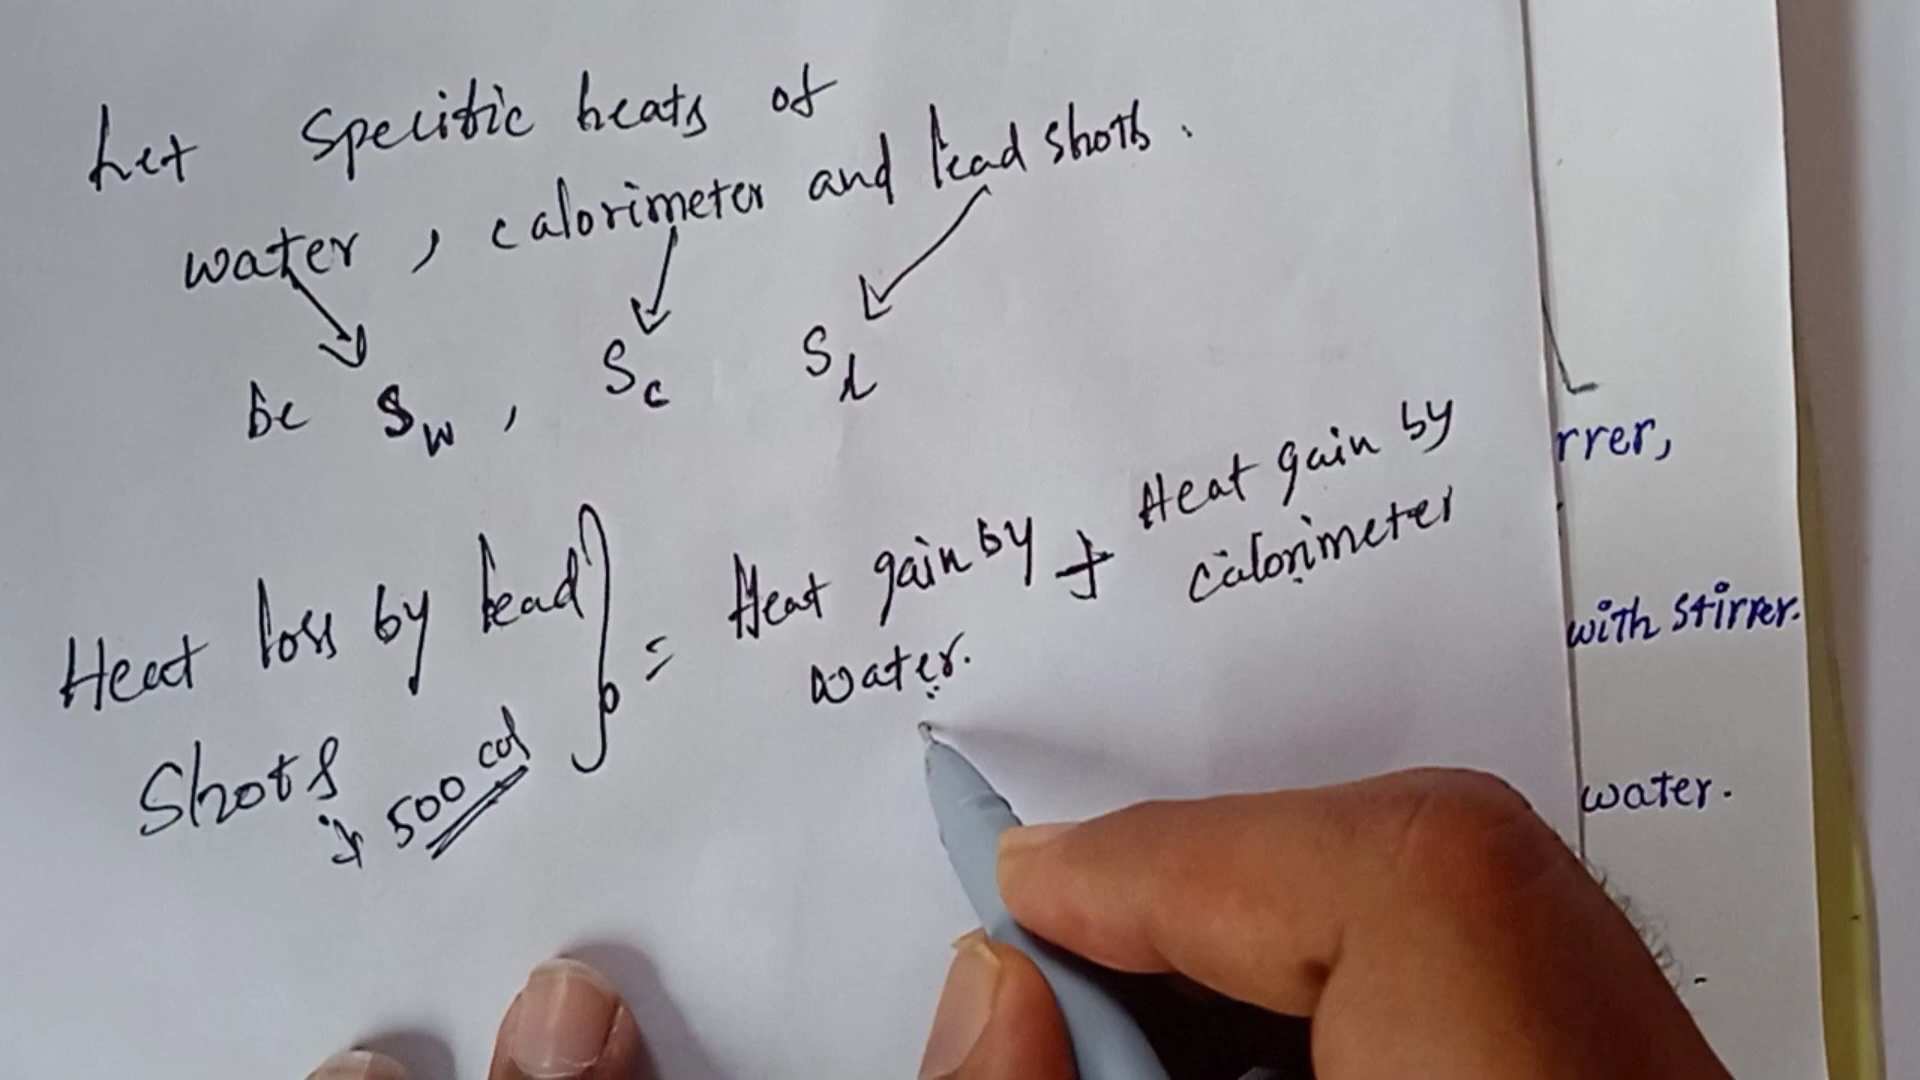 Let Specific heats of
water, calorimeter and lead shots.
be Sw, Sc Sl
Heat loss by lead } = Heat gain by + Heat gain by
Shots water. calorimeter
500 cal
rrer,
with stirrer.
water.